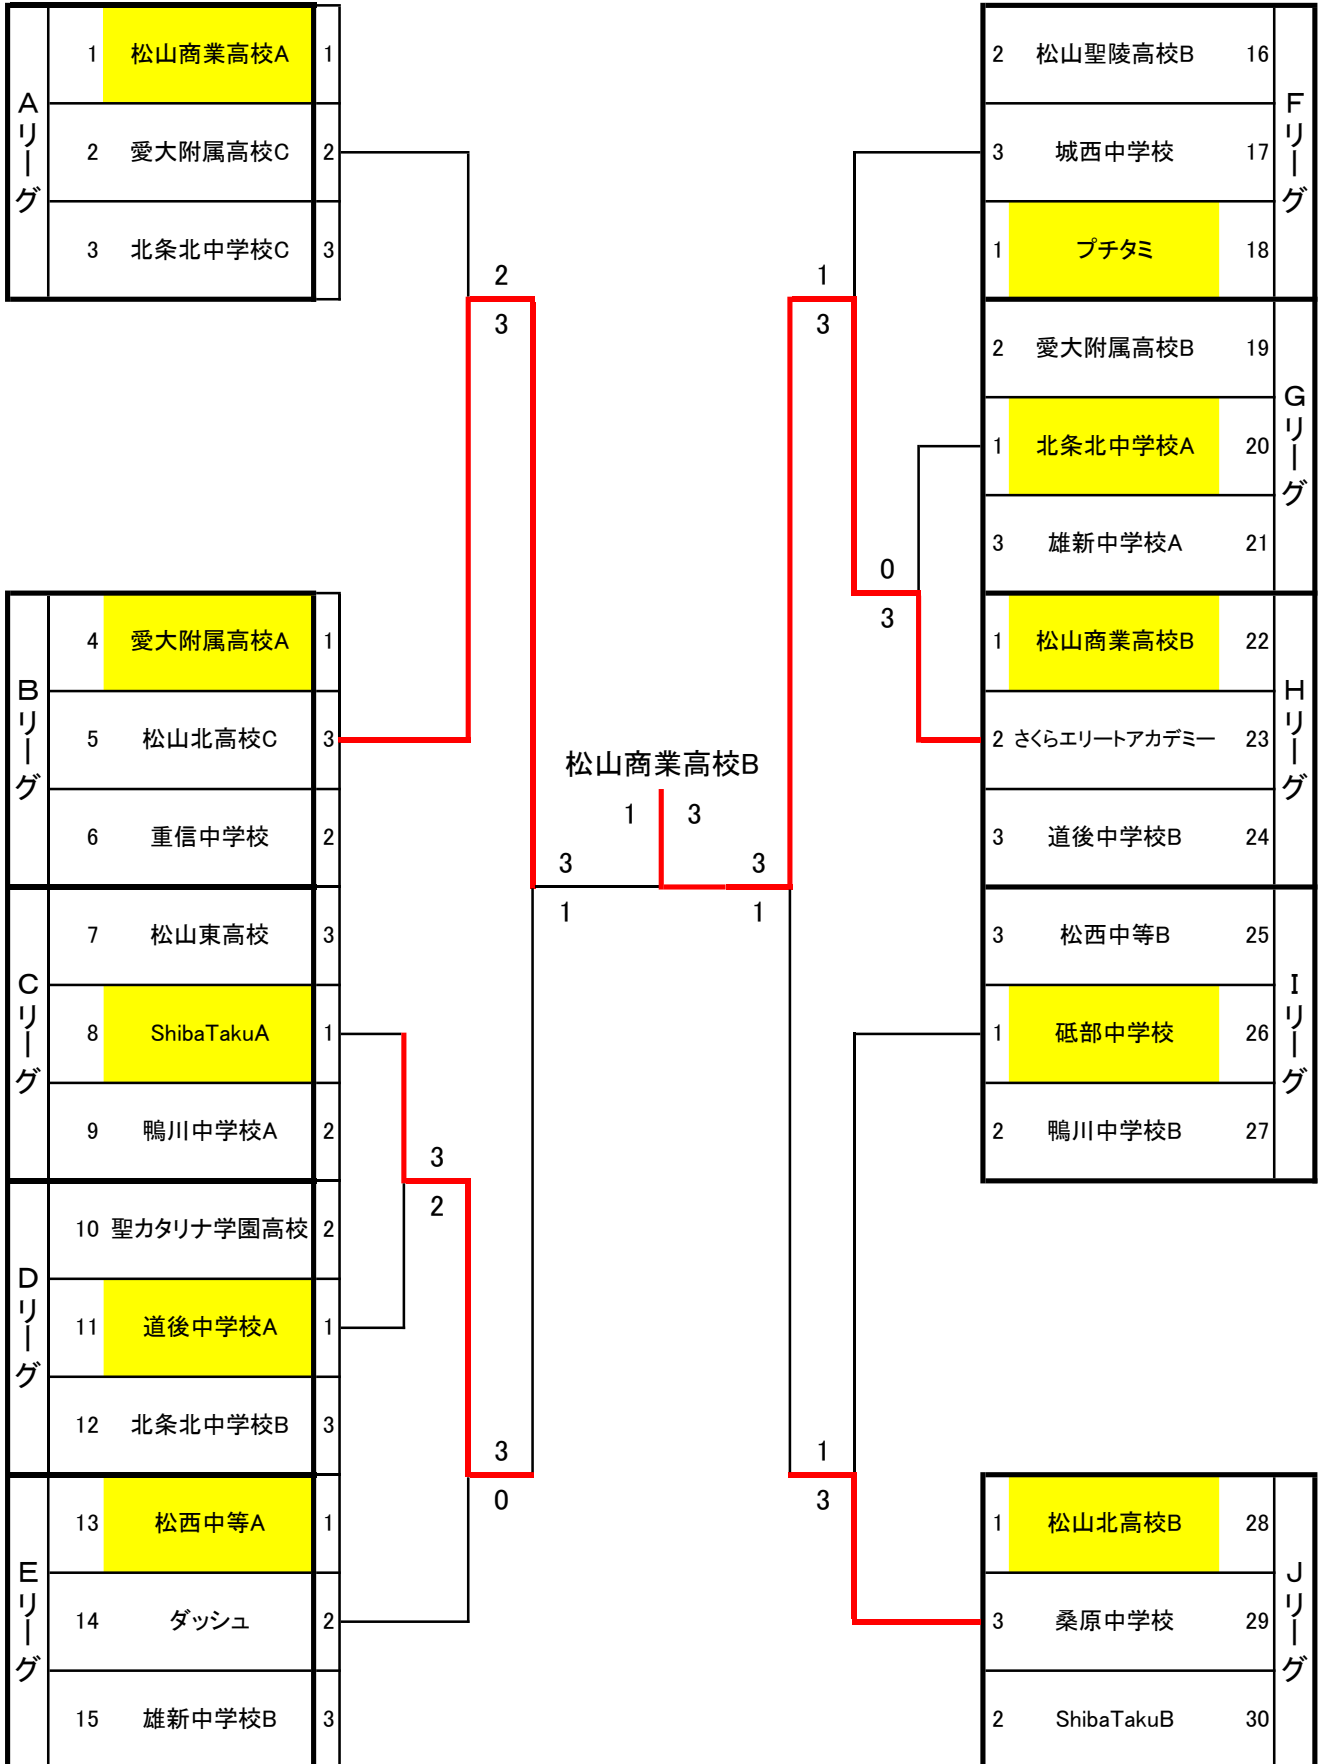 Aリーグ
1 松山商業高校A 1
2 愛大附属高校C 2
3 北条北中学校C 3
Bリーグ
4 愛大附属高校A 1
5 松山北高校C 3
6 重信中学校 2
Cリーグ
7 松山東高校 3
8 ShibaTakuA 1
9 鴨川中学校A 2
Dリーグ
10 聖カタリナ学園高校 2
11 道後中学校A 1
12 北条北中学校B 3
Eリーグ
13 松西中等A 1
14 ダッシュ 2
15 雄新中学校B 3
2
3
3
2
3
0
3
1
松山商業高校B
1 3
3
1
1
3
0
3
1
3
Fリーグ
2 松山聖陵高校B 16
3 城西中学校 17
1 プチタミ 18
Gリーグ
2 愛大附属高校B 19
1 北条北中学校A 20
3 雄新中学校A 21
Hリーグ
1 松山商業高校B 22
2 さくらエリートアカデミー 23
3 道後中学校B 24
Iリーグ
3 松西中等B 25
1 砥部中学校 26
2 鴨川中学校B 27
Jリーグ
1 松山北高校B 28
3 桑原中学校 29
2 ShibaTakuB 30